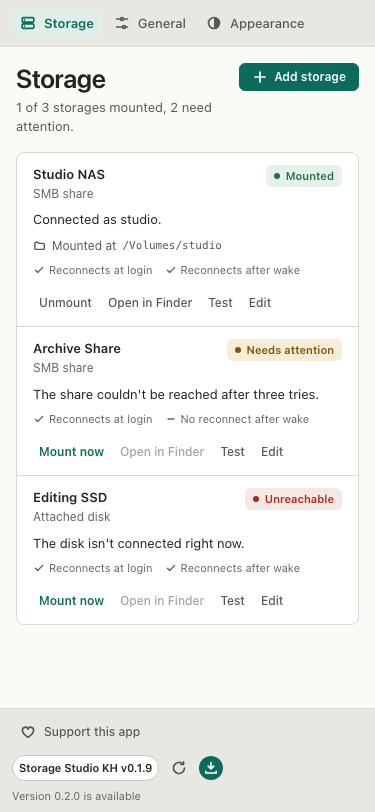 Storage General Appearance
Storage
Add storage
1 of 3 storages mounted, 2 need
attention.
Studio NAS
Mounted
SMB share
Connected as studio.
Mounted at /Volumes/studio
Reconnects at login Reconnects after wake
Unmount Open in Finder Test Edit
Archive Share
Needs attention
SMB share
The share couldn't be reached after three tries.
Reconnects at login No reconnect after wake
Mount now Open in Finder Test Edit
Editing SSD
Unreachable
Attached disk
The disk isn't connected right now.
Reconnects at login Reconnects after wake
Mount now Open in Finder Test Edit
Support this app
Storage Studio KH v0.1.9
Version 0.2.0 is available